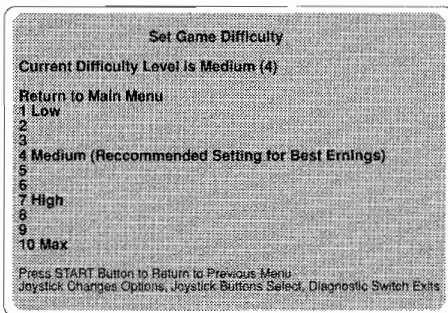 Set Game Difficulty
Current Difficulty Level is Medium (4)
Return to Main Menu
1 Low
2
3
4 Medium (Reccommended Setting for Best Ernings)
5
6
7 High
8
9
10 Max
Press START Button to Return to Previous Menu
Joystick Changes Options, Joystick Buttons Select, Diagnostic Switch Exits